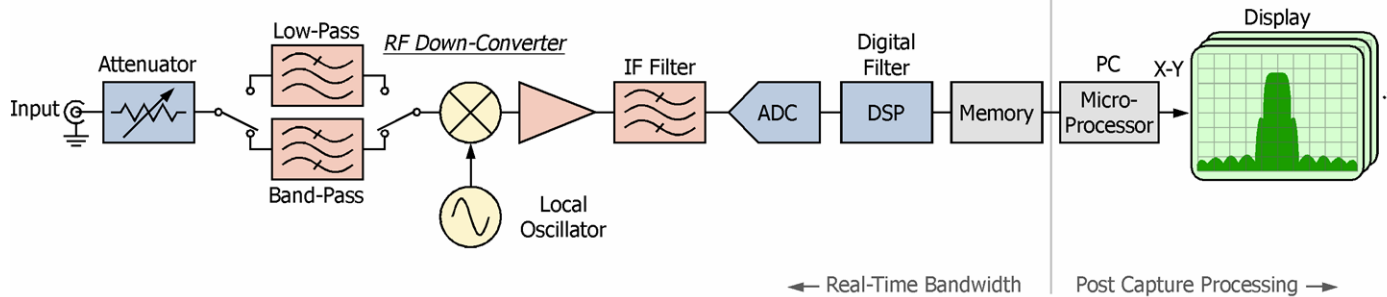 Low-Pass
RF Down-Converter
Attenuator
Input
Band-Pass
Local
Oscillator
IF Filter
ADC
Digital
Filter
DSP
Memory
PC
Micro-
Processor
X-Y
Display
Real-Time Bandwidth
Post Capture Processing